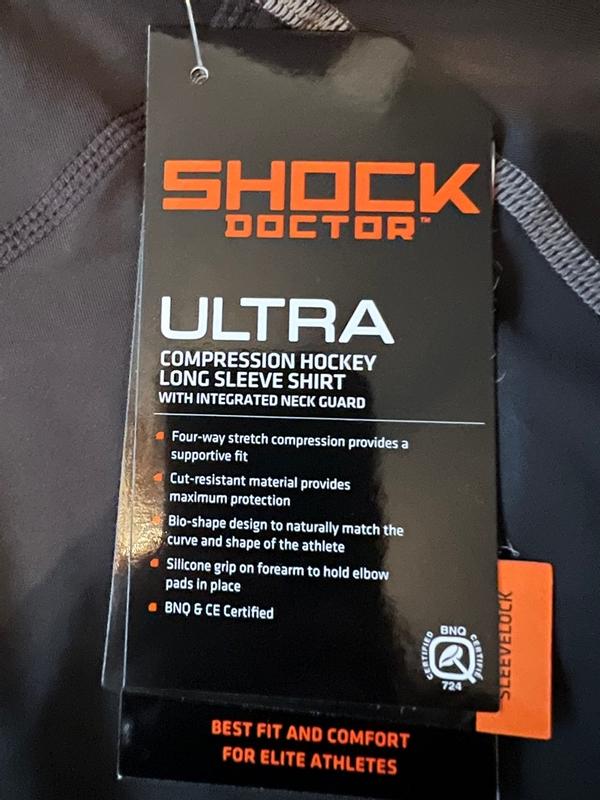 SHOCK
DOCTOR™
ULTRA
COMPRESSION HOCKEY
LONG SLEEVE SHIRT
WITH INTEGRATED NECK GUARD
Four-way stretch compression provides a
supportive fit
Cut-resistant material provides
maximum protection
Bio-shape design to naturally match the
curve and shape of the athlete
Silicone grip on forearm to hold elbow
pads in place
BNQ & CE Certified
BNQ
CERTIFIED
CERTIFIÉ
724
SLEEVELOCK
BEST FIT AND COMFORT
FOR ELITE ATHLETES